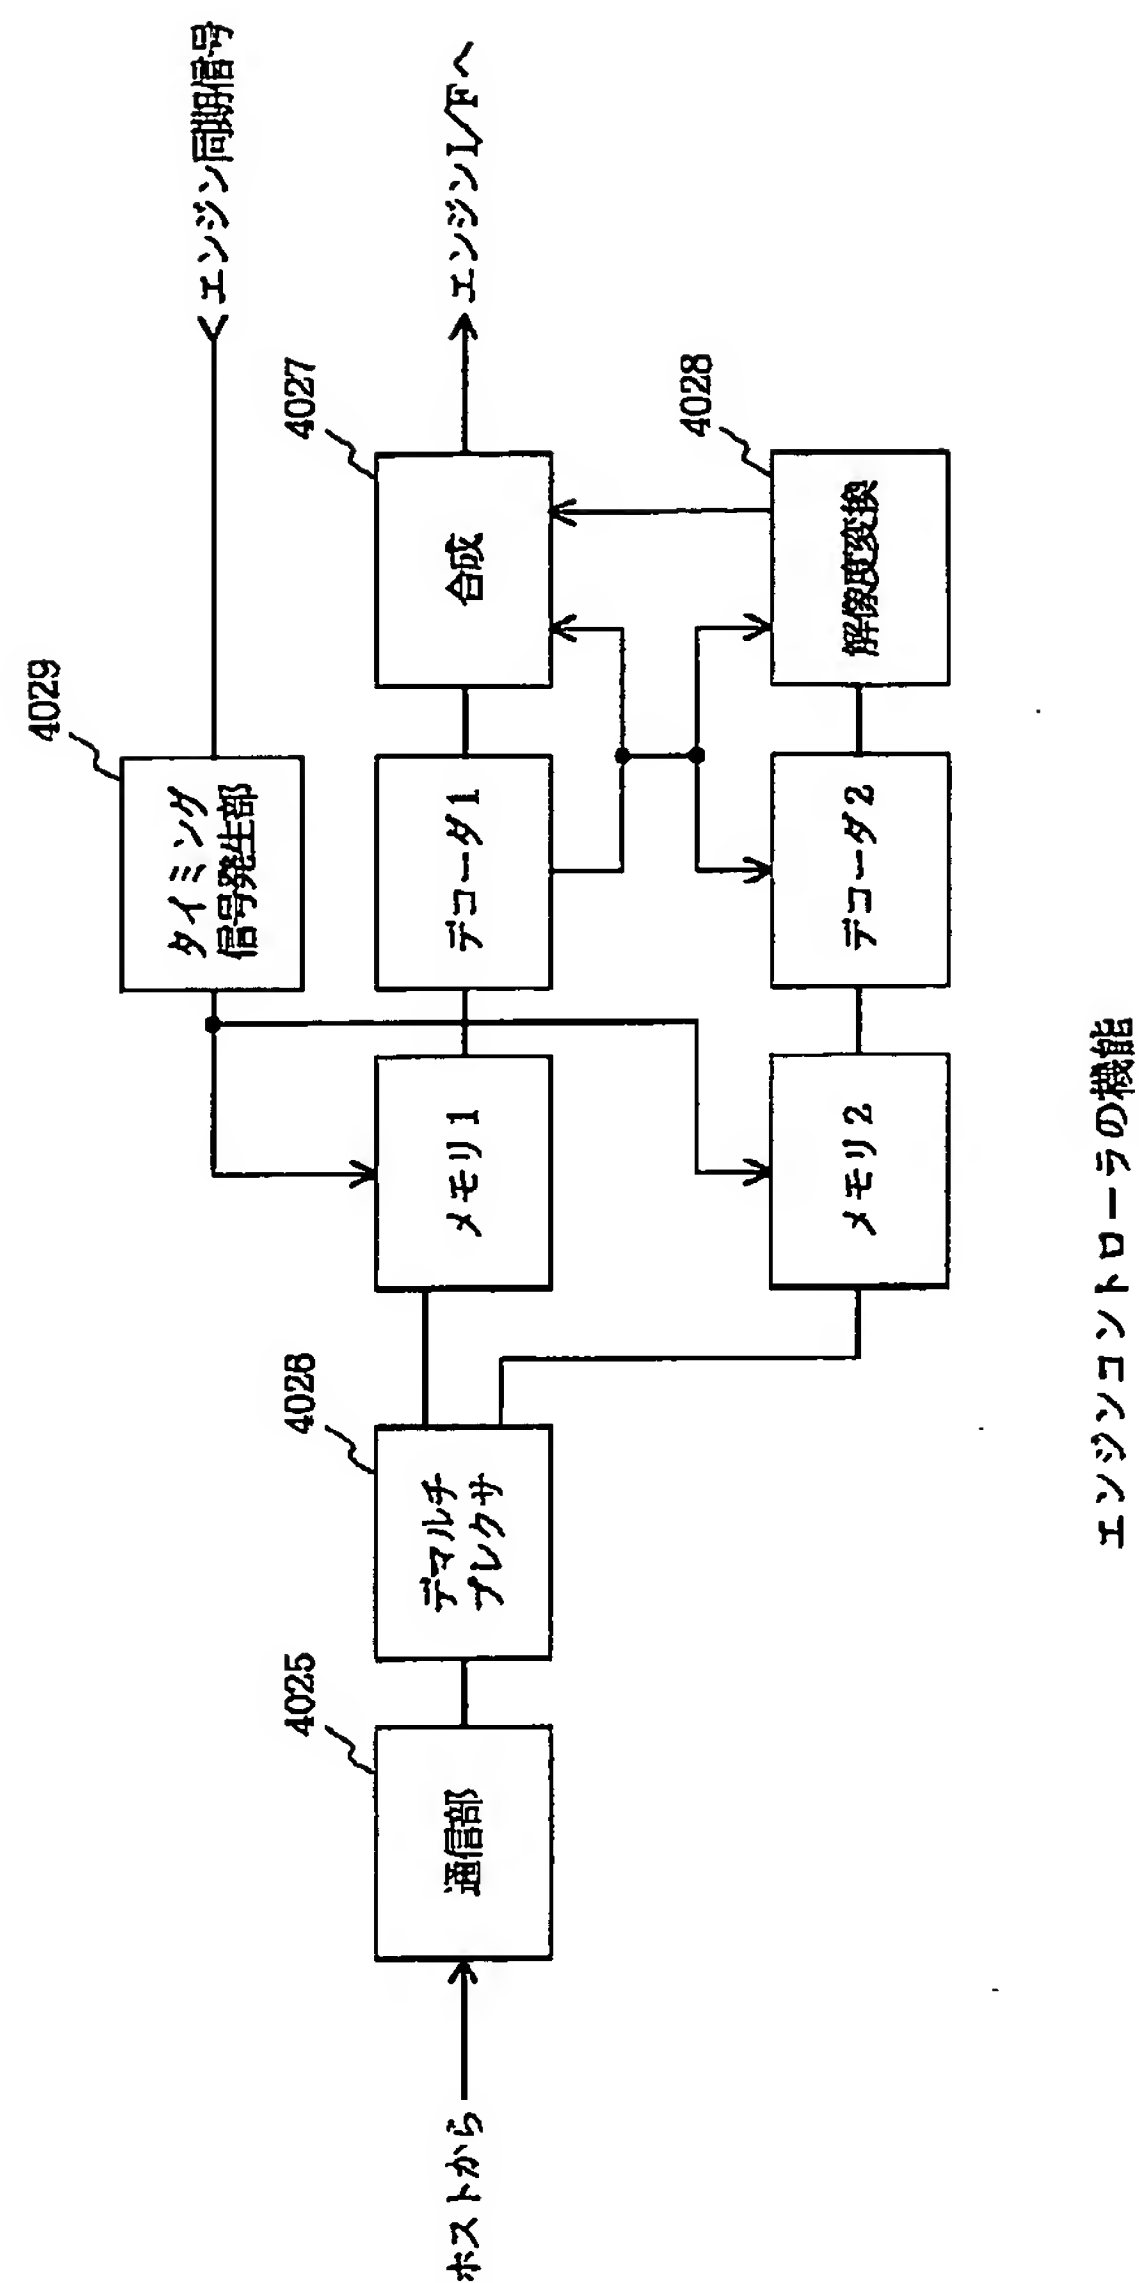 4029
タイミング
信号発生部
エンジン同期信号
4025
4028
4027
ホストから
通信部
デマルチ
プレクサ
メモリ1
デコーダ1
合成
エンジンI/Fへ
4028
メモリ2
デコーダ2
解像度変換
エンジンコントローラの機能